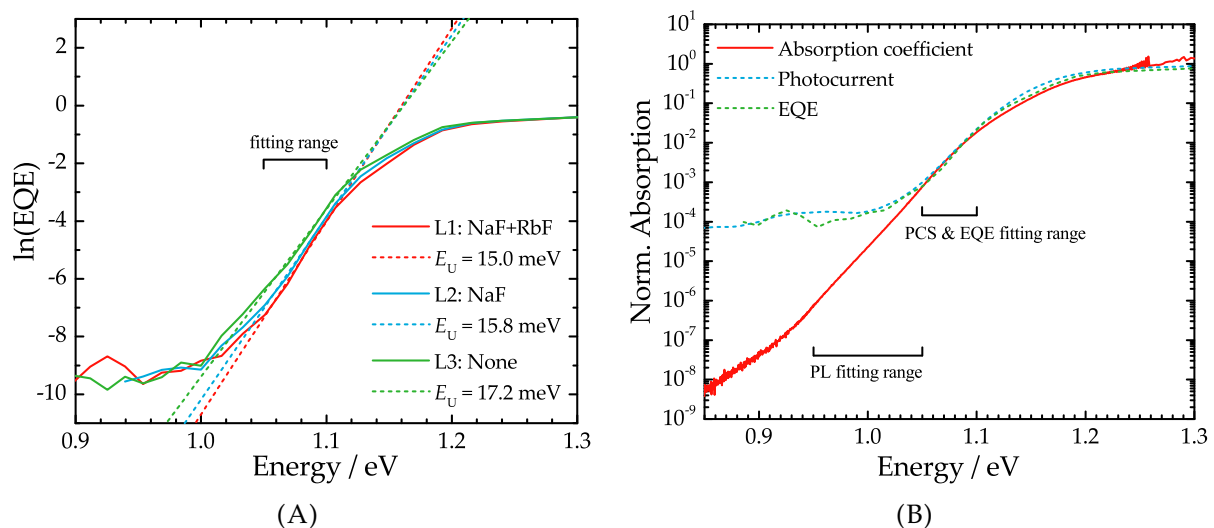 2
0
-2
-4
-6
-8
-10
ln(EQE)
fitting range
L1: NaF+RbF
E_U = 15.0 meV
L2: NaF
E_U = 15.8 meV
L3: None
E_U = 17.2 meV
0.9 1.0 1.1 1.2 1.3
Energy / eV
(A)
10^1
10^0
10^-1
10^-2
10^-3
10^-4
10^-5
10^-6
10^-7
10^-8
10^-9
Norm. Absorption
Absorption coefficient
Photocurrent
EQE
PCS & EQE fitting range
PL fitting range
0.9 1.0 1.1 1.2 1.3
Energy / eV
(B)